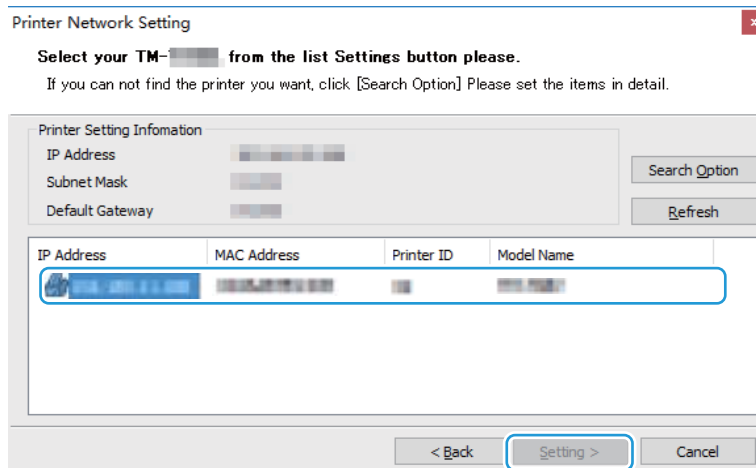 Printer Network Setting
Select your TM- from the list Settings button please.
If you can not find the printer you want, click [Search Option] Please set the items in detail.
Printer Setting Infomation
IP Address
Subnet Mask
Default Gateway
Search Option
Refresh
IP Address MAC Address Printer ID Model Name
< Back Setting > Cancel